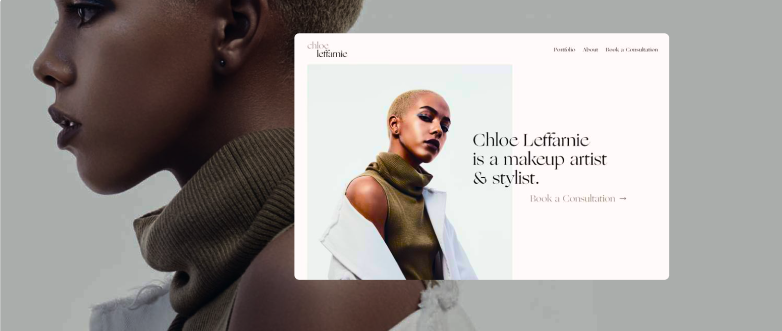 chloe
leffarnie
Portfolio About Book a Consultation
Chloe Leffarnie
is a makeup artist
& stylist.
Book a Consultation →